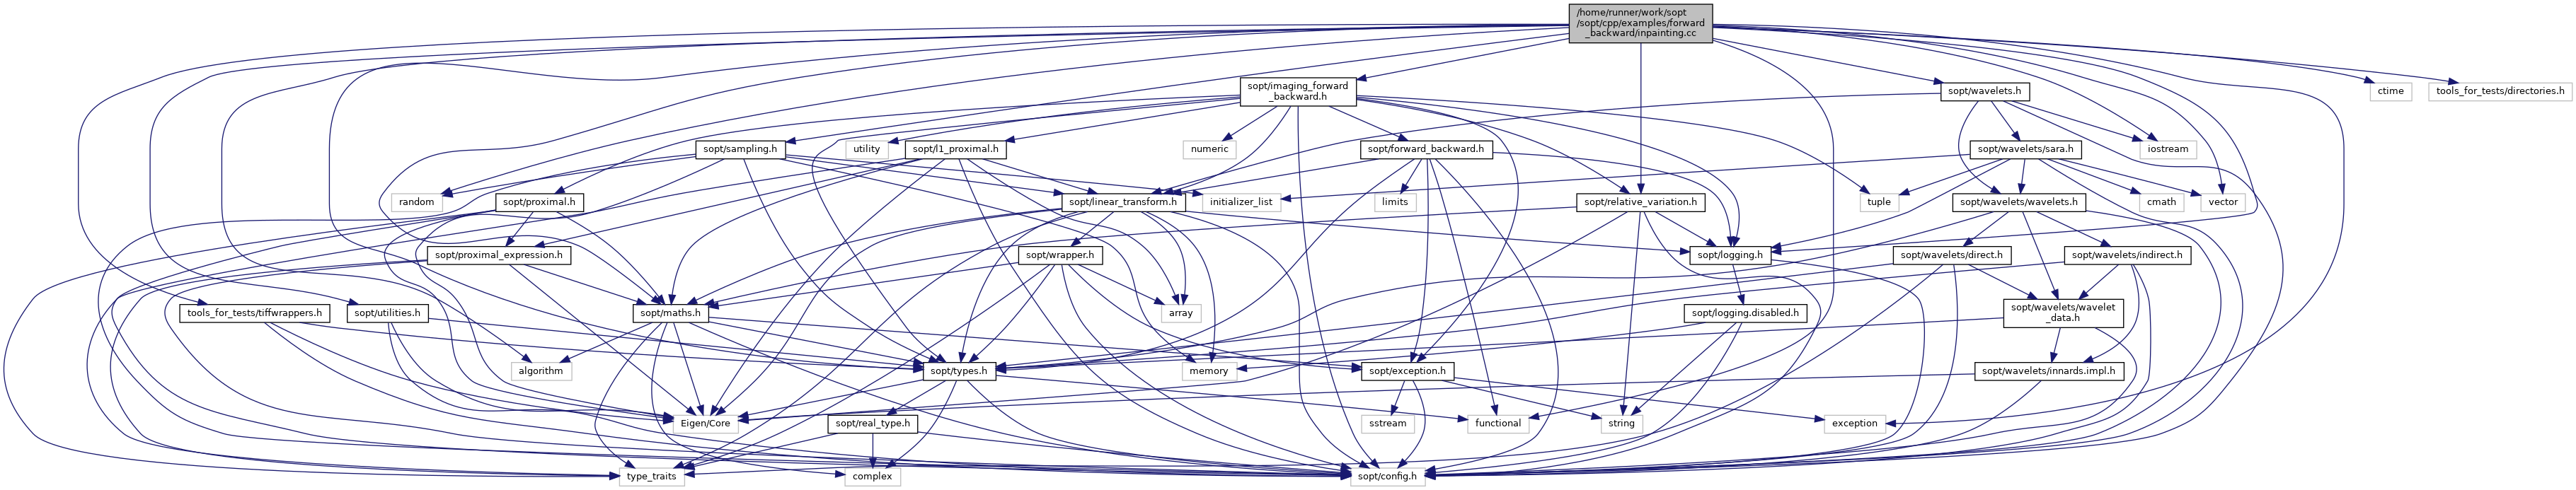 /home/runner/work/sopt
/sopt/cpp/examples/forward
_backward/inpainting.cc
sopt/imaging_forward
_backward.h
sopt/wavelets.h
ctime
tools_for_tests/directories.h
sopt/sampling.h
utility
sopt/l1_proximal.h
numeric
sopt/forward_backward.h
sopt/wavelets/sara.h
iostream
random
sopt/proximal.h
sopt/linear_transform.h
initializer_list
limits
sopt/relative_variation.h
tuple
sopt/wavelets/wavelets.h
cmath
vector
sopt/proximal_expression.h
sopt/wrapper.h
sopt/logging.h
sopt/wavelets/direct.h
sopt/wavelets/indirect.h
tools_for_tests/tiffwrappers.h
sopt/utilities.h
sopt/maths.h
array
sopt/logging.disabled.h
sopt/wavelets/wavelet
_data.h
algorithm
sopt/types.h
memory
sopt/exception.h
sopt/wavelets/innards.impl.h
Eigen/Core
sopt/real_type.h
sstream
functional
string
exception
type_traits
complex
sopt/config.h